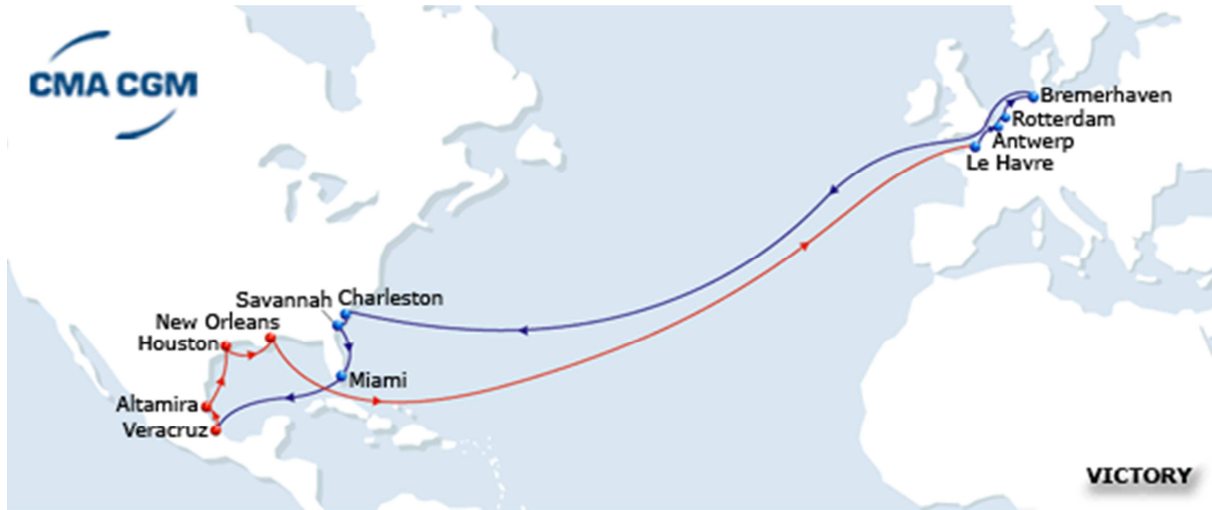 CMA CGM
Bremerhaven
Rotterdam
Antwerp
Le Havre
Savannah Charleston
New Orleans
Houston
Miami
Altamira
Veracruz
VICTORY